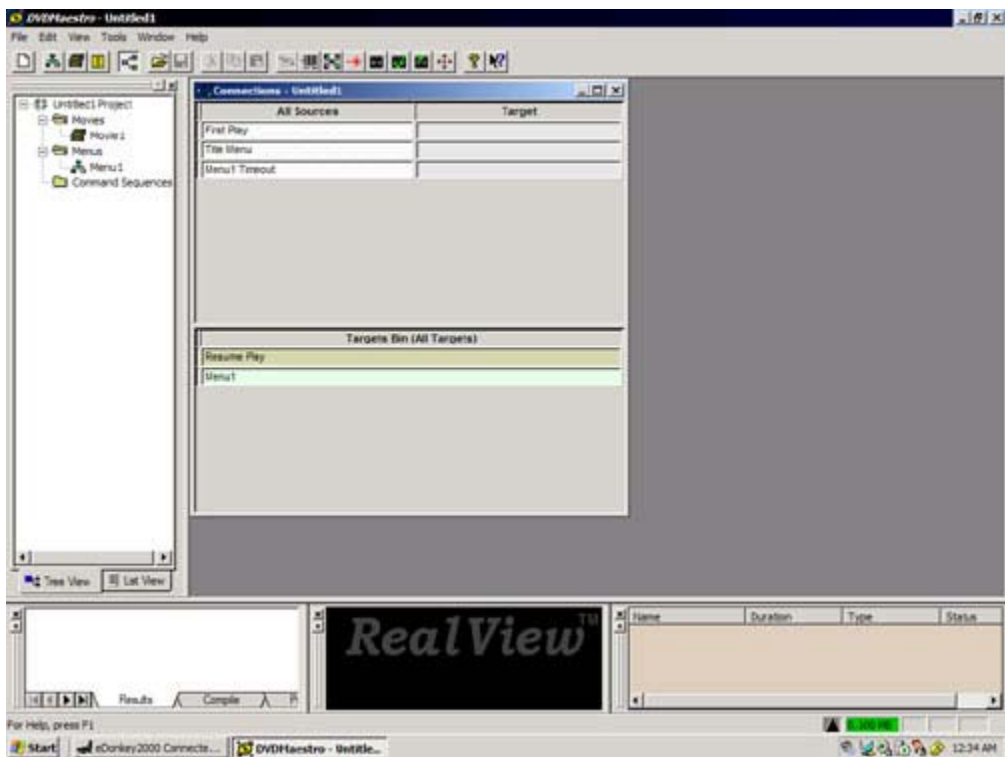 DVDMaestro - Untitled1
File Edit View Tools Window Help
Untitled1 Project
Movies
Movie1
Menus
Menu1
Command Sequences
Tree View List View
Connections - Untitled1
All Sources Target
First Play
Title Menu
Menu1 Timeout
Targets Bin (All Targets)
Resume Play
Menu1
Results Compile
RealView™
Name Duration Type Status
For Help, press F1
Start eDonkey2000 Connecte... DVDMaestro - Untitle... 12:34 AM